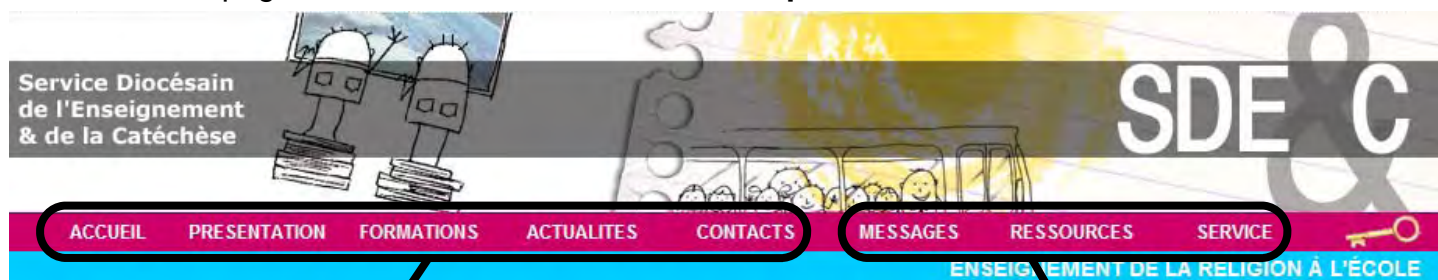 Service Diocésain
de l'Enseignement
& de la Catéchèse
SDE&C
ACCUEIL PRESENTATION FORMATIONS ACTUALITES CONTACTS MESSAGES RESSOURCES SERVICE
ENSEIGNEMENT DE LA RELIGION À L'ÉCOLE